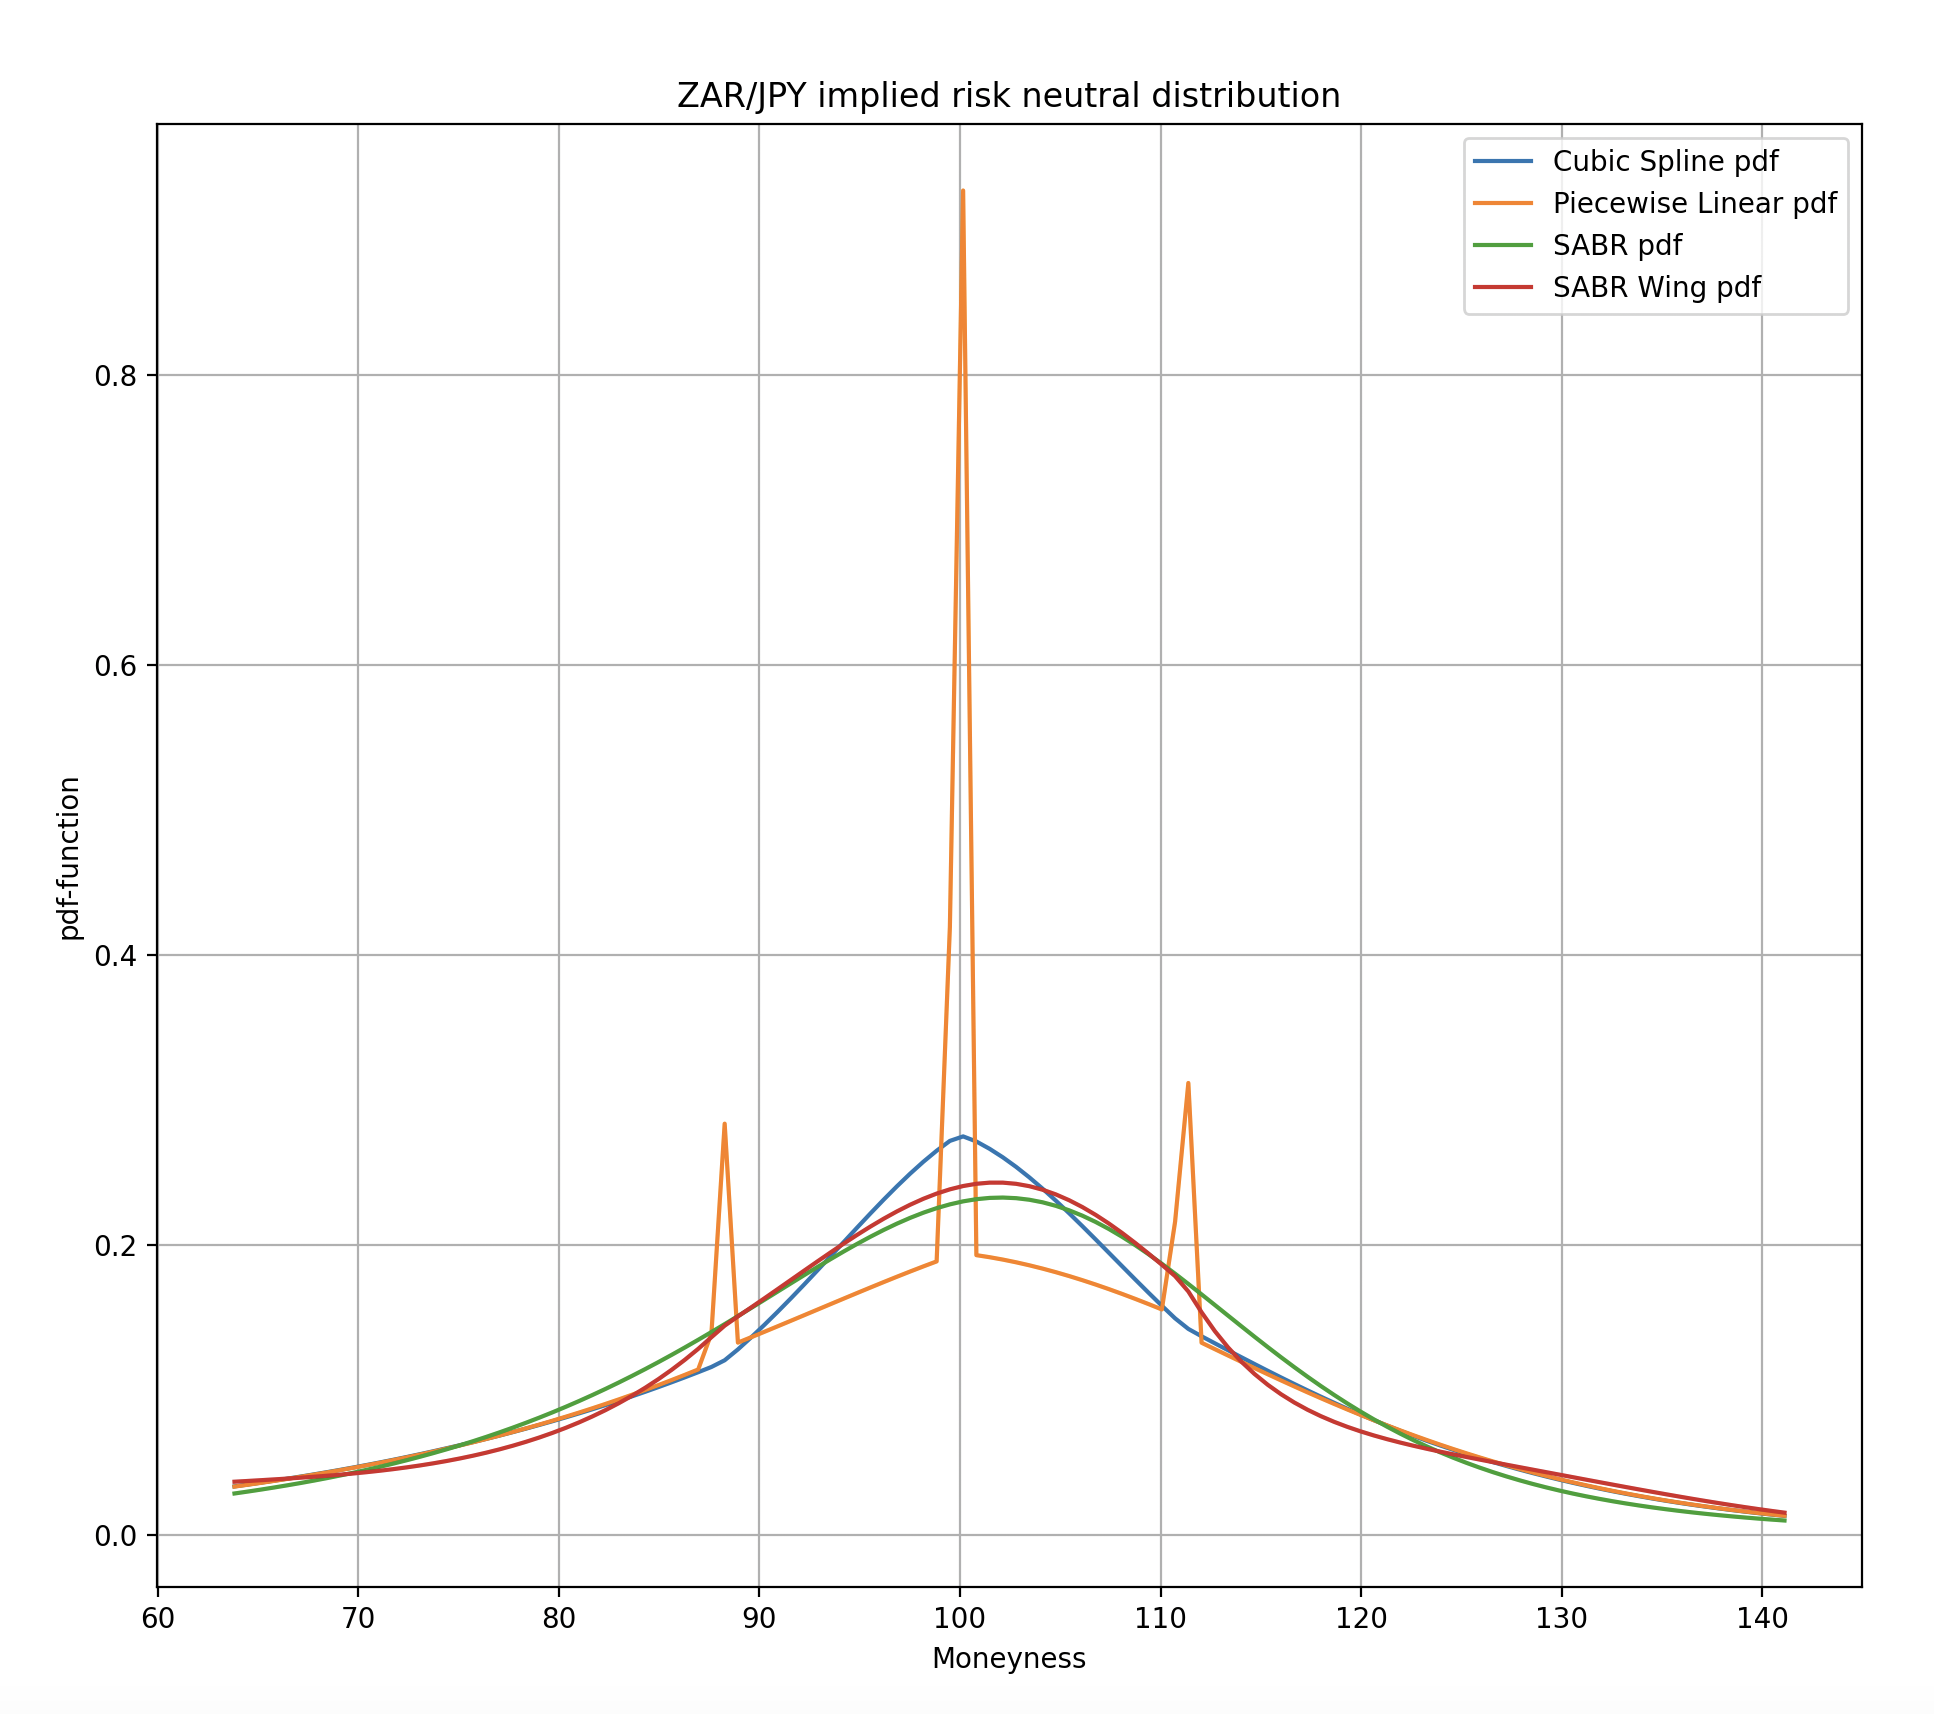 ZAR/JPY implied risk neutral distribution
Cubic Spline pdf
Piecewise Linear pdf
SABR pdf
SABR Wing pdf
0.8
0.6
0.4
0.2
0.0
pdf-function
60 70 80 90 100 110 120 130 140
Moneyness